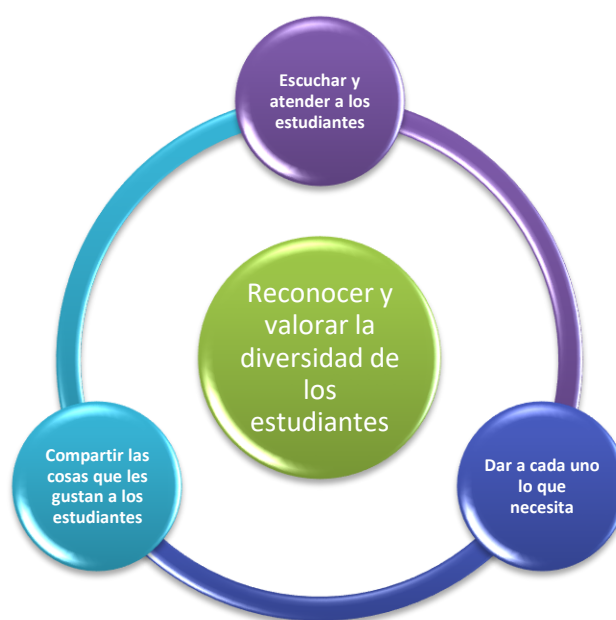 Escuchar y
atender a los
estudiantes
Reconocer y
valorar la
diversidad de
los
estudiantes
Compartir las
cosas que les
gustan a los
estudiantes
Dar a cada uno
lo que
necesita